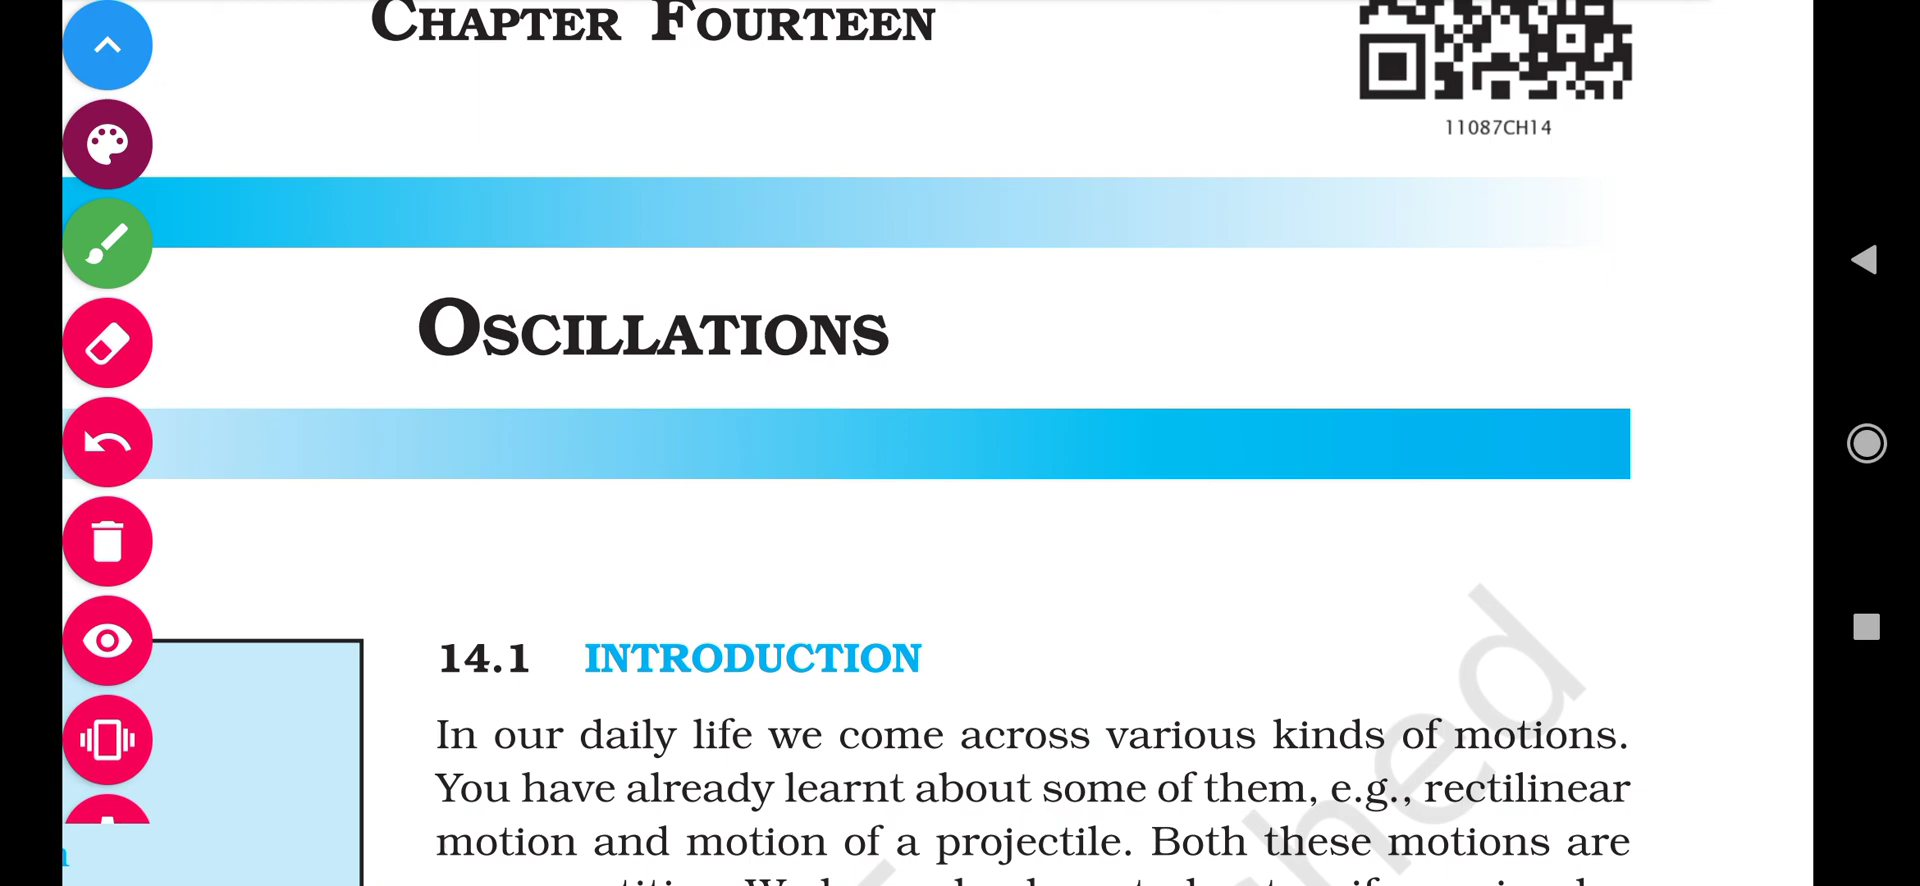 CHAPTER FOURTEEN
11087CH14
OSCILLATIONS
14.1 INTRODUCTION
In our daily life we come across various kinds of motions.
You have already learnt about some of them, e.g., rectilinear
motion and motion of a projectile. Both these motions are